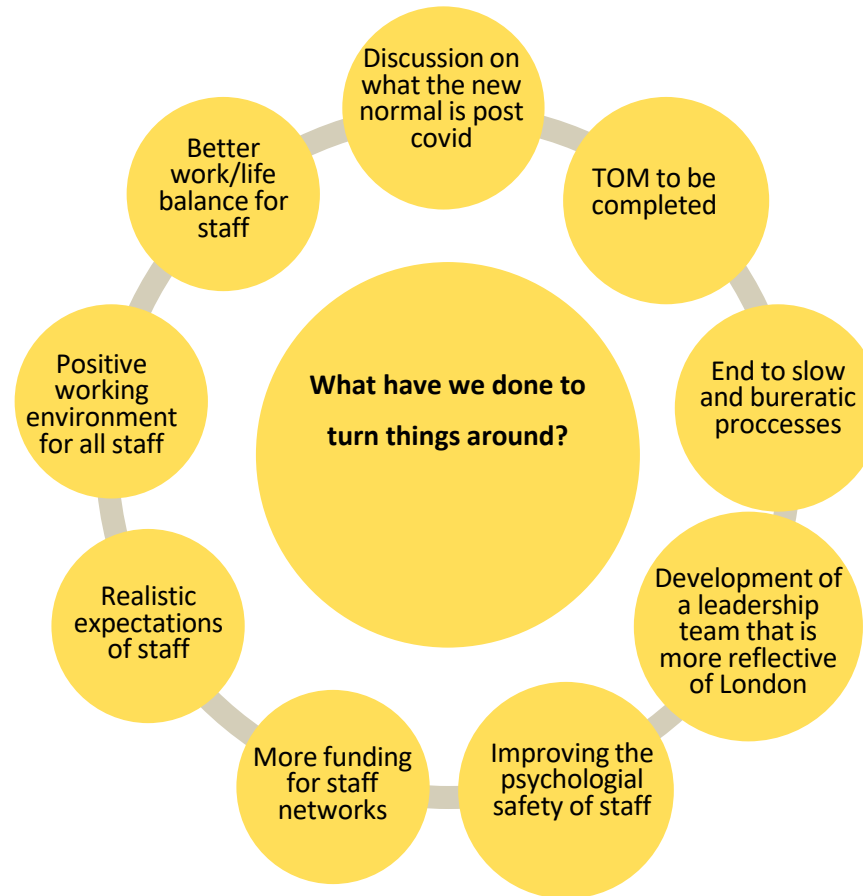 Discussion on
what the new
normal is post
covid
TOM to be
completed
End to slow
and bureratic
proccesses
Development of
a leadership
team that is
more reflective
of London
Improving the
psychologial
safety of staff
More funding
for staff
networks
Realistic
expectations
of staff
Positive
working
environment
for all staff
Better
work/life
balance for
staff
What have we done to
turn things around?